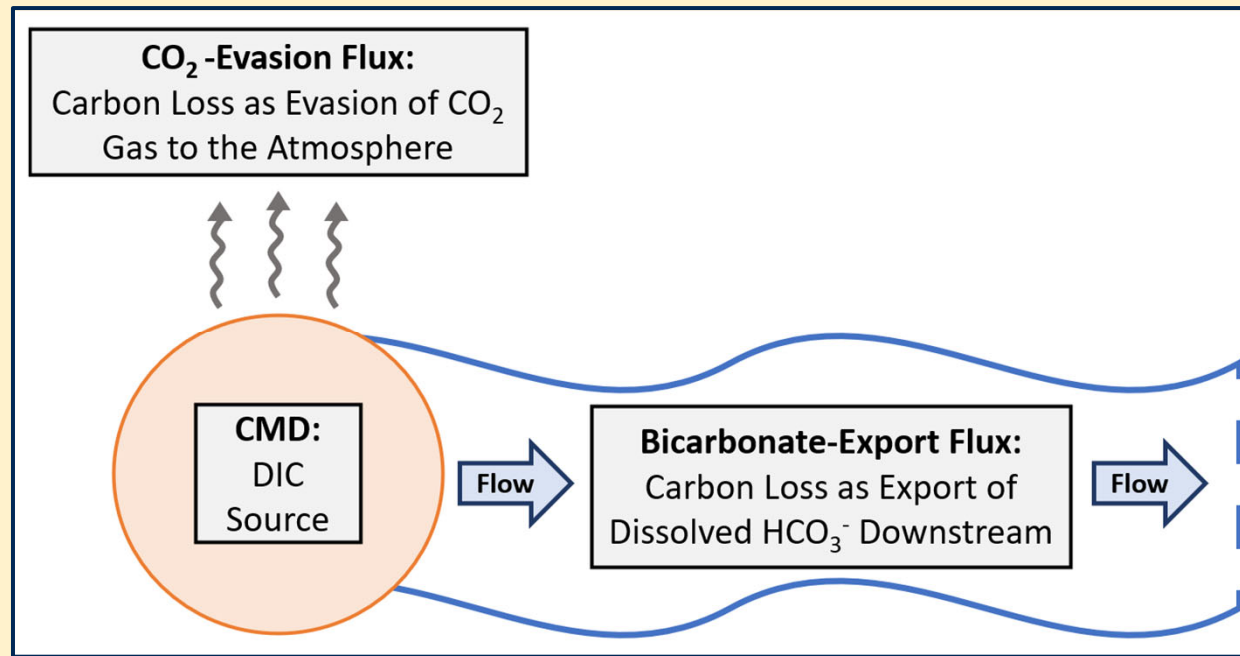 CO₂ -Evasion Flux:
Carbon Loss as Evasion of CO₂
Gas to the Atmosphere
CMD:
DIC
Source
Flow
Bicarbonate-Export Flux:
Carbon Loss as Export of
Dissolved HCO₃⁻ Downstream
Flow